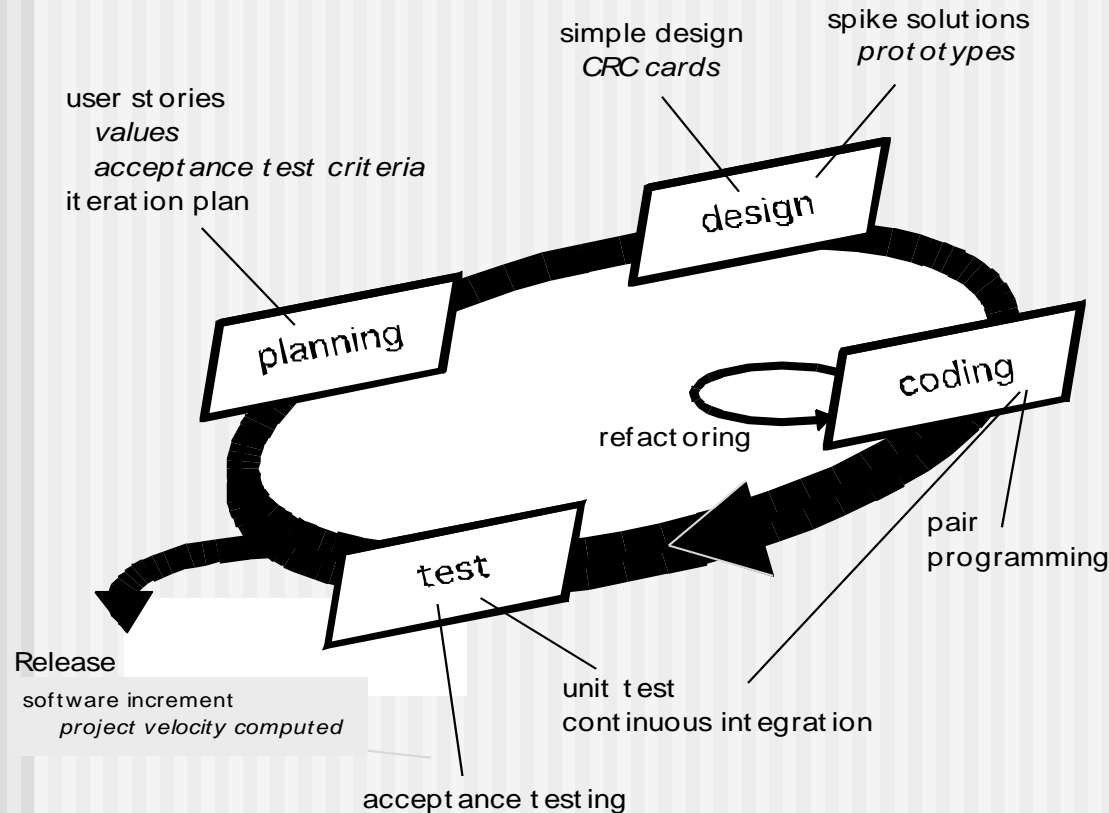 simple design
CRC cards
spike solutions
prototypes
user stories
values
acceptance test criteria
iteration plan
design
planning
coding
refactoring
pair
programming
test
Release
software increment
project velocity computed
unit test
continuous integration
acceptance testing